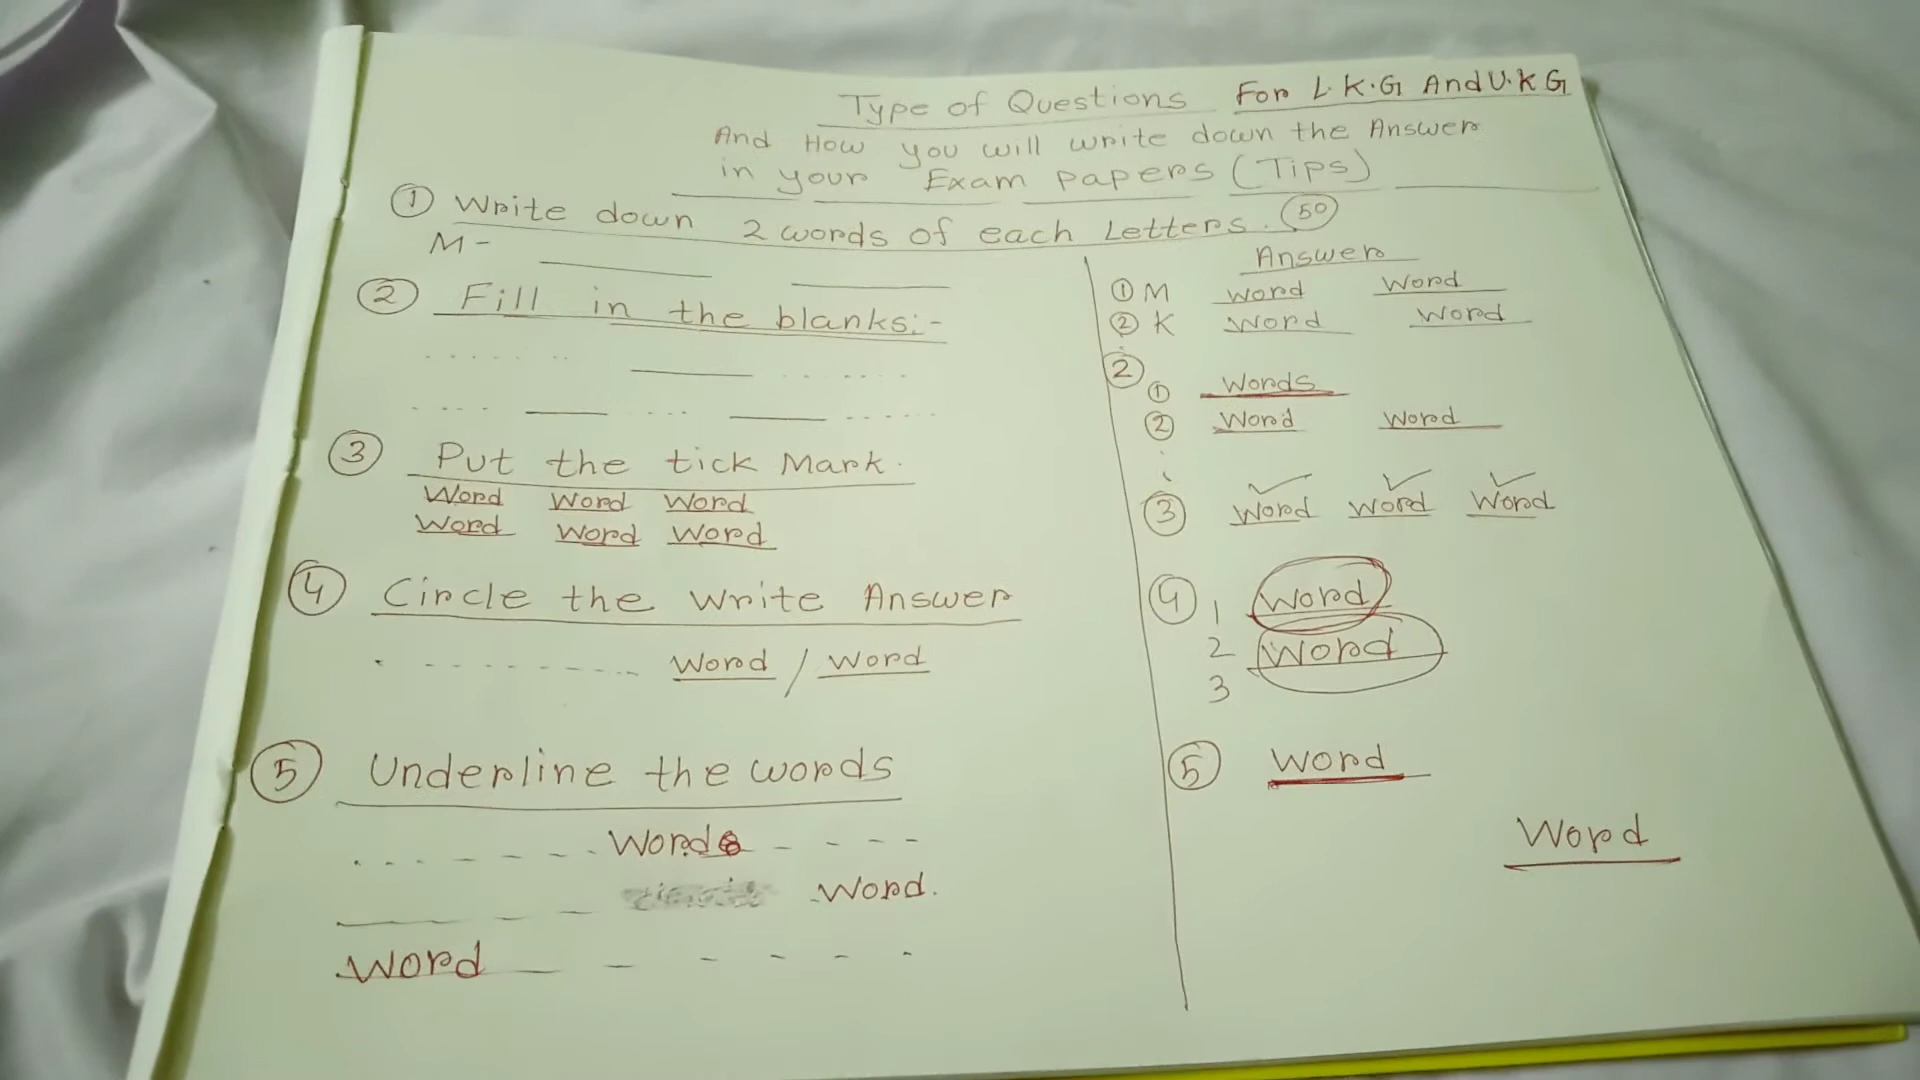 Type of Questions For L.K.G And U.K G
And How you will write down the Answer
in your Exam papers (Tips)
① Write down 2 words of each Letters. 50
M -
② Fill in the blanks:-
③ Put the tick Mark.
Word Word Word
Word Word Word
④ Circle the Write Answer
Word / Word
⑤ Underline the words
Words
Word.
Word
Answer
① M Word Word
② K Word Word
②
① Words
② Word Word
③ Word Word Word
④ 1 Word
2 Word
3
⑤ Word
Word